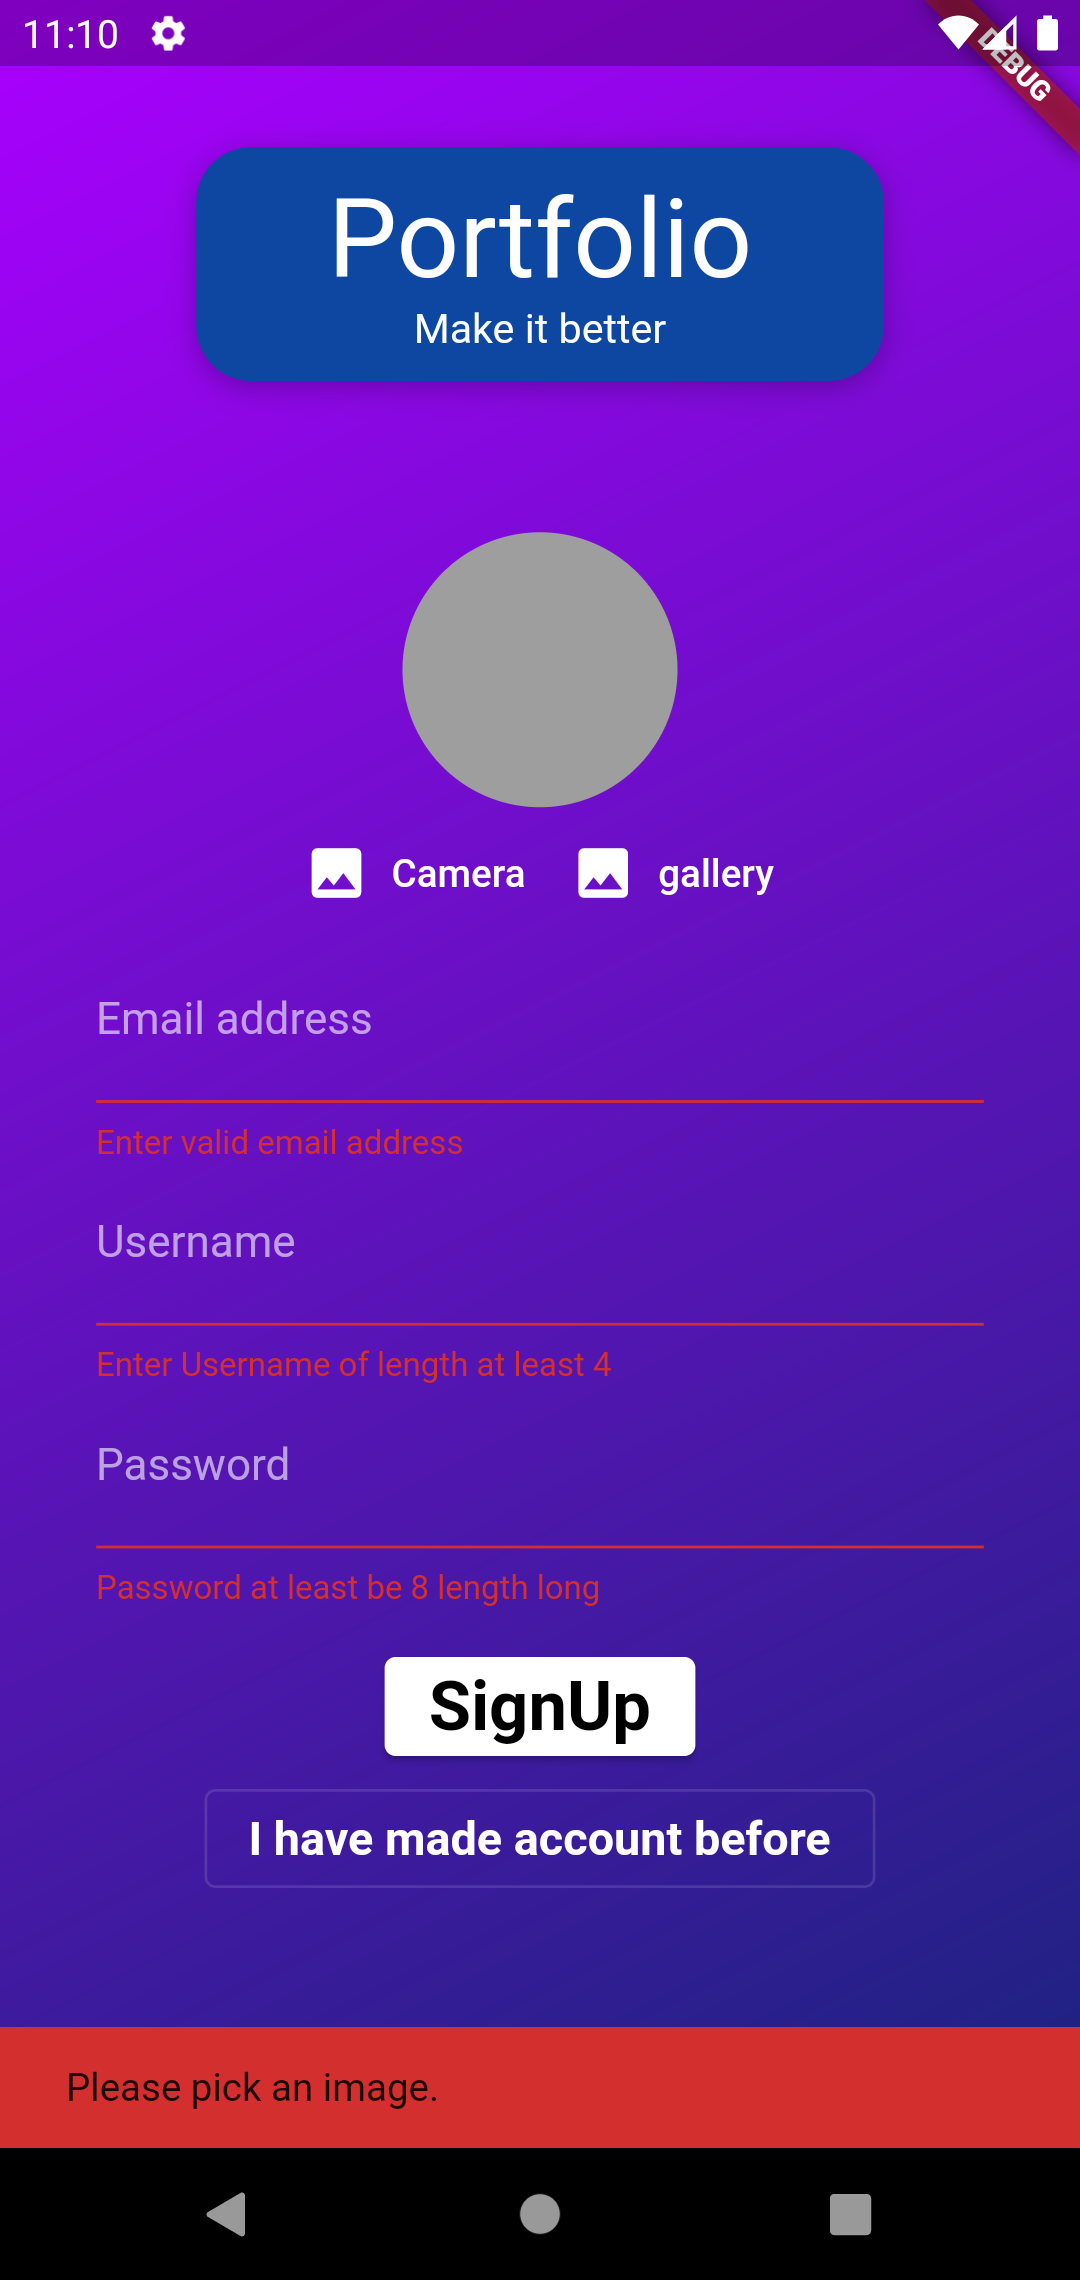 11:10
DEBUG
Portfolio
Make it better
Camera gallery
Email address
Enter valid email address
Username
Enter Username of length at least 4
Password
Password at least be 8 length long
SignUp
I have made account before
Please pick an image.